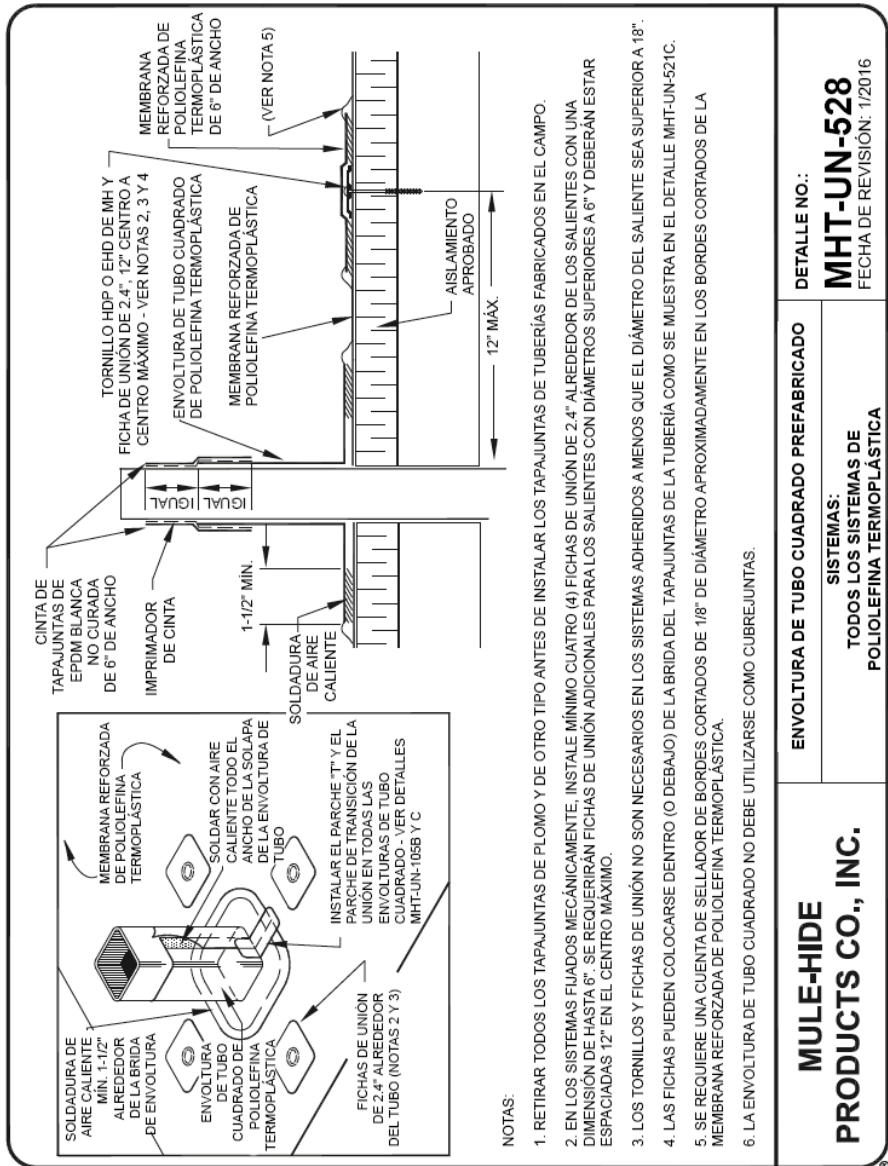 SOLDADURA DE
AIRE CALIENTE
MÍN. 1-1/2"
ALREDEDOR
DE LA BRIDA
DE ENVOLTURA
ENVOLTURA
DE TUBO
CUADRADO DE
POLIOLEFINA
TERMOPLÁSTICA
FICHAS DE UNIÓN
DE 2.4" ALREDEDOR
DEL TUBO (NOTAS 2 Y 3)
MEMBRANA REFORZADA
DE POLIOLEFINA
TERMOPLÁSTICA
SOLDAR CON AIRE
CALIENTE TODO EL
ANCHO DE LA SOLAPA
DE LA ENVOLTURA DE
TUBO
INSTALAR EL PARCHE "T" Y EL
PARCHE DE TRANSICIÓN DE LA
UNIÓN EN TODAS LAS
ENVOLTURAS DE TUBO
CUADRADO - VER DETALLES
MHT-UN-105B Y C
CINTA DE
TAPAJUNTAS DE
EPDM BLANCA
NO CURADA
DE 6" DE ANCHO
IMPRIMADOR
DE CINTA
1-1/2" MÍN.
SOLDADURA
DE AIRE
CALIENTE
IGUAL
IGUAL
TORNILLO HDP O EHD DE MH Y
FICHA DE UNIÓN DE 2.4", 12" CENTRO A
CENTRO MÁXIMO - VER NOTAS 2, 3 Y 4
ENVOLTURA DE TUBO CUADRADO
DE POLIOLEFINA TERMOPLÁSTICA
MEMBRANA REFORZADA DE
POLIOLEFINA TERMOPLÁSTICA
MEMBRANA
REFORZADA DE
POLIOLEFINA
TERMOPLÁSTICA
DE 6" DE ANCHO
(VER NOTA 5)
AISLAMIENTO
APROBADO
12" MÁX.
NOTAS:
1. RETIRAR TODOS LOS TAPAJUNTAS DE PLOMO Y DE OTRO TIPO ANTES DE INSTALAR LOS TAPAJUNTAS DE TUBERÍAS FABRICADOS EN EL CAMPO.
2. EN LOS SISTEMAS FIJADOS MECÁNICAMENTE, INSTALE MÍNIMO CUATRO (4) FICHAS DE UNIÓN DE 2.4" ALREDEDOR DE LOS SALIENTES CON UNA
DIMENSIÓN DE HASTA 6". SE REQUERIRÁN FICHAS DE UNIÓN ADICIONALES PARA LOS SALIENTES CON DIÁMETROS SUPERIORES A 6" Y DEBERÁN ESTAR
ESPACIADAS 12" EN EL CENTRO MÁXIMO.
3. LOS TORNILLOS Y FICHAS DE UNIÓN NO SON NECESARIOS EN LOS SISTEMAS ADHERIDOS A MENOS QUE EL DIÁMETRO DEL SALIENTE SEA SUPERIOR A 18".
4. LAS FICHAS PUEDEN COLOCARSE DENTRO (O DEBAJO) DE LA BRIDA DEL TAPAJUNTAS DE LA TUBERÍA COMO SE MUESTRA EN EL DETALLE MHT-UN-521C.
5. SE REQUIERE UNA CUENTA DE SELLADOR DE BORDES CORTADOS DE 1/8" DE DIÁMETRO APROXIMADAMENTE EN LOS BORDES CORTADOS DE LA
MEMBRANA REFORZADA DE POLIOLEFINA TERMOPLÁSTICA.
6. LA ENVOLTURA DE TUBO CUADRADO NO DEBE UTILIZARSE COMO CUBREJUNTAS.
MULE-HIDE
PRODUCTS CO., INC.
ENVOLTURA DE TUBO CUADRADO PREFABRICADO
SISTEMAS:
TODOS LOS SISTEMAS DE
POLIOLEFINA TERMOPLÁSTICA
DETALLE NO.:
MHT-UN-528
FECHA DE REVISIÓN: 1/2016